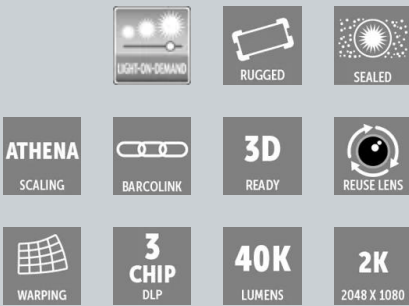 LIGHT-ON-DEMAND
RUGGED
SEALED
ATHENA
SCALING
BARCOLINK
3D
READY
REUSE LENS
WARPING
3
CHIP
DLP
40K
LUMENS
2K
2048 X 1080